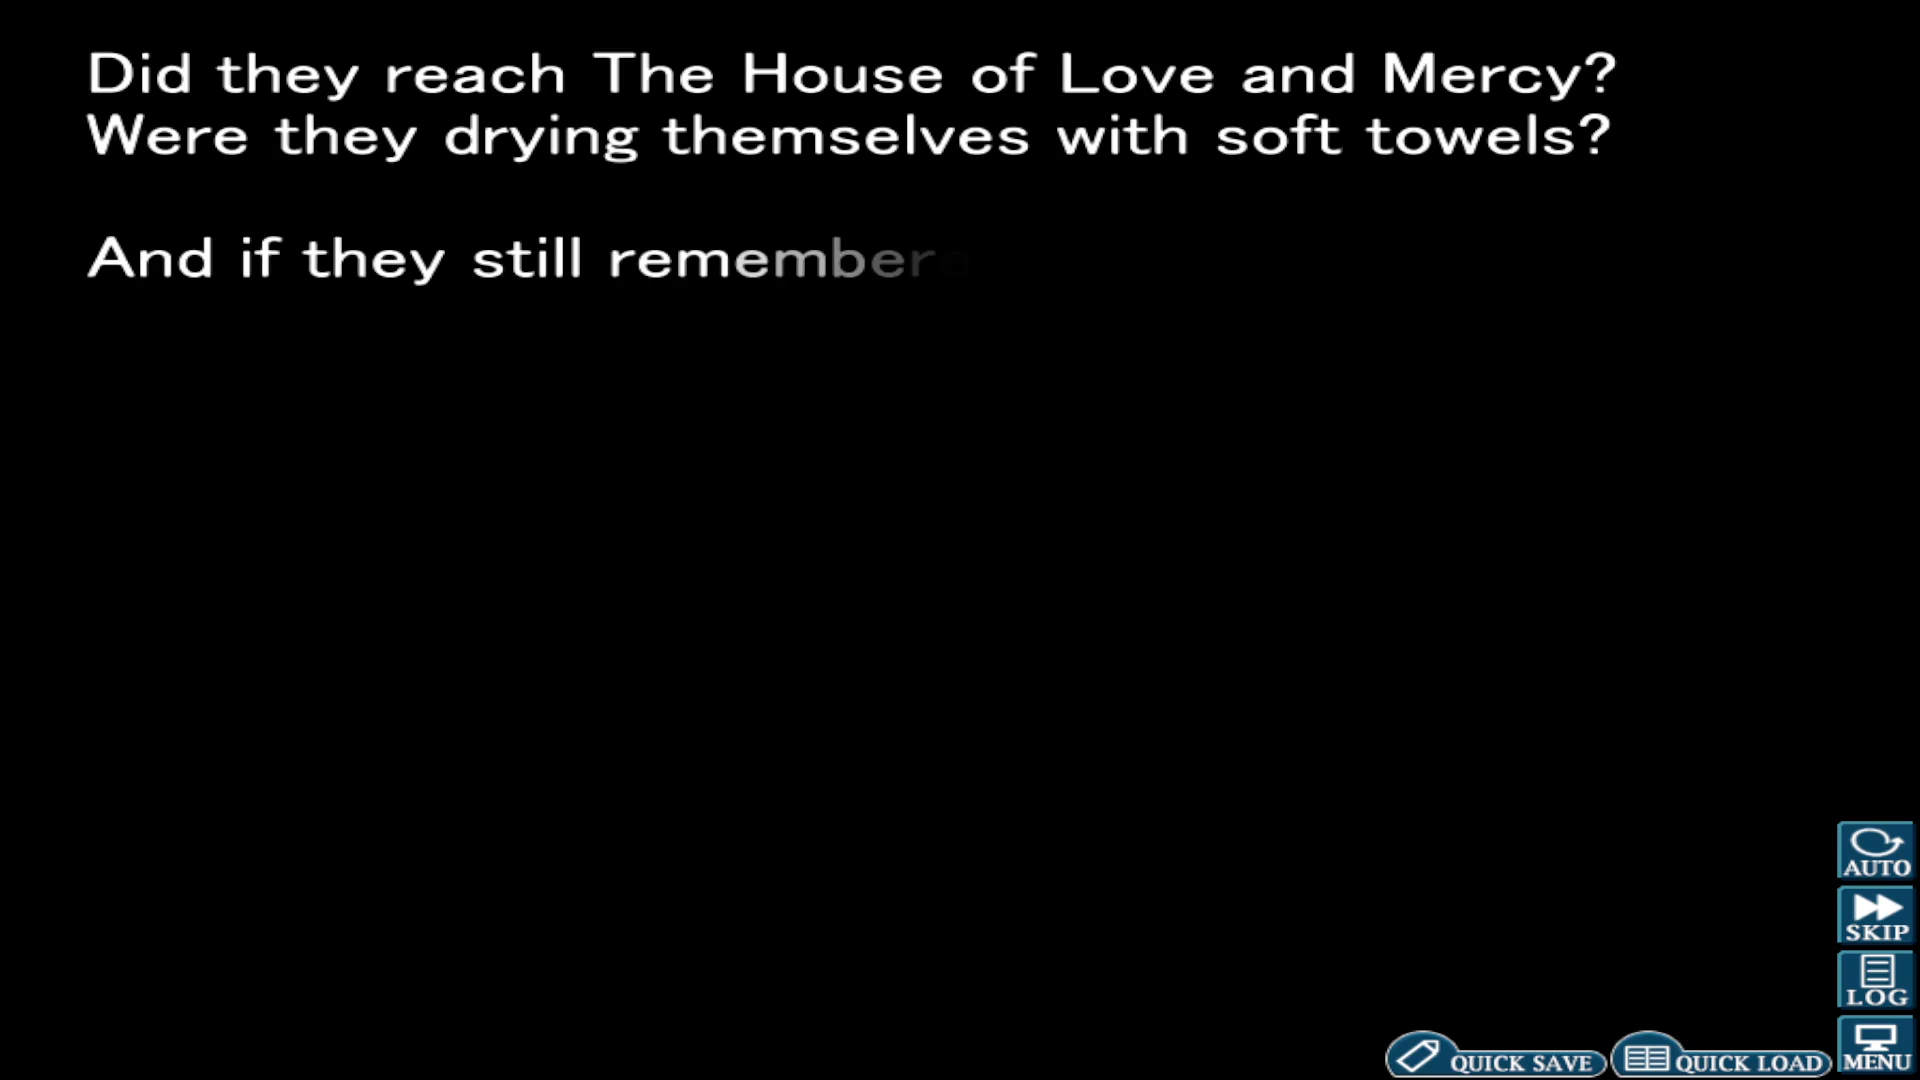 Did they reach The House of Love and Mercy?
Were they drying themselves with soft towels?
And if they still remembere
AUTO
SKIP
LOG
MENU
QUICK SAVE
QUICK LOAD